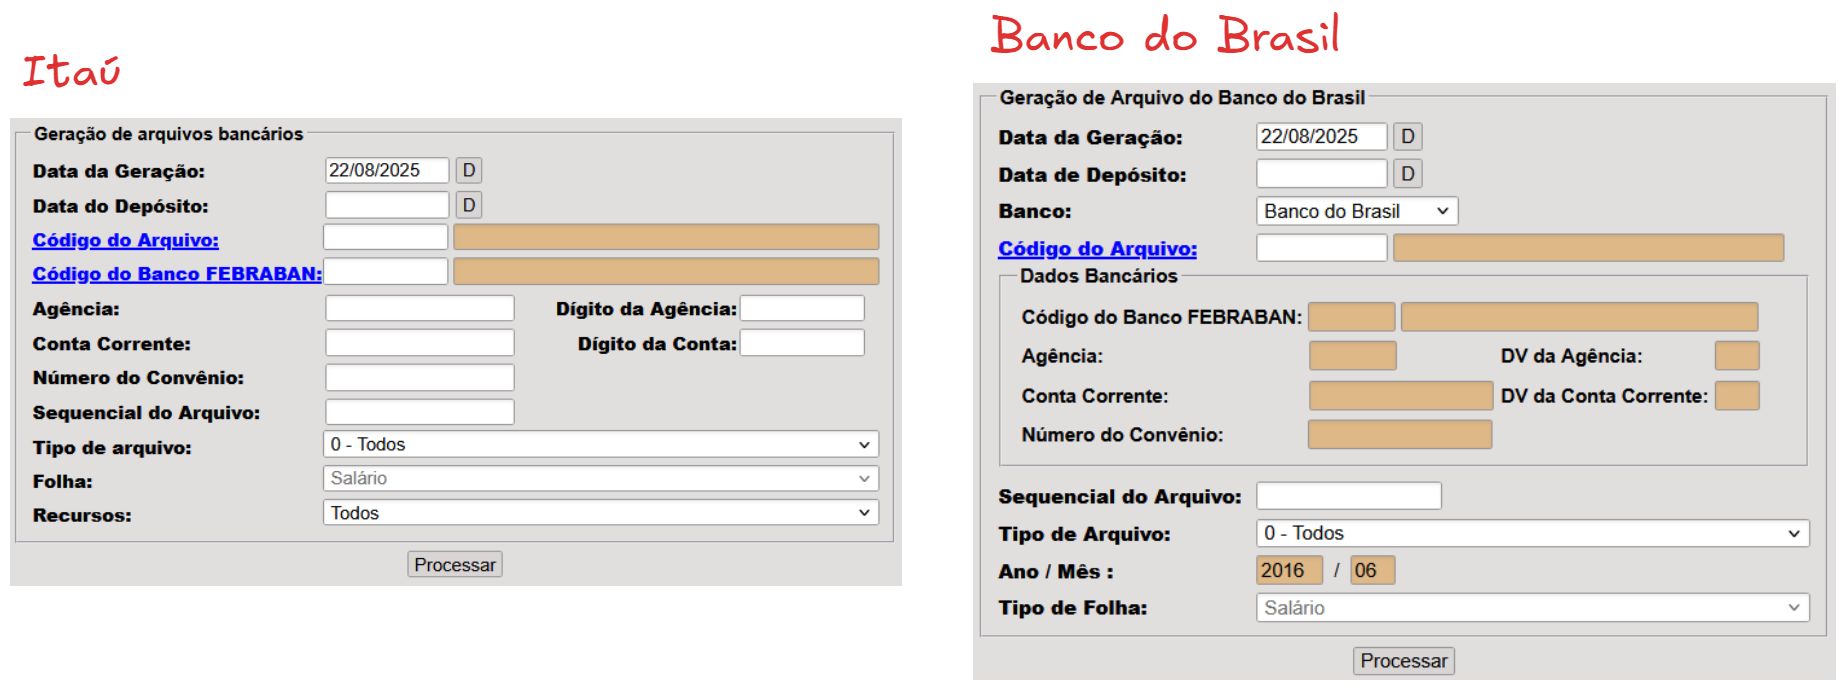 Itaú
Geração de arquivos bancários
Data da Geração: 22/08/2025 D
Data do Depósito: D
Código do Arquivo:
Código do Banco FEBRABAN:
Agência: Dígito da Agência:
Conta Corrente: Dígito da Conta:
Número do Convênio:
Sequencial do Arquivo:
Tipo de arquivo: 0 - Todos
Folha: Salário
Recursos: Todos
Processar
Banco do Brasil
Geração de Arquivo do Banco do Brasil
Data da Geração: 22/08/2025 D
Data de Depósito: D
Banco: Banco do Brasil
Código do Arquivo:
Dados Bancários
Código do Banco FEBRABAN:
Agência: DV da Agência:
Conta Corrente: DV da Conta Corrente:
Número do Convênio:
Sequencial do Arquivo:
Tipo de Arquivo: 0 - Todos
Ano / Mês : 2016 / 06
Tipo de Folha: Salário
Processar